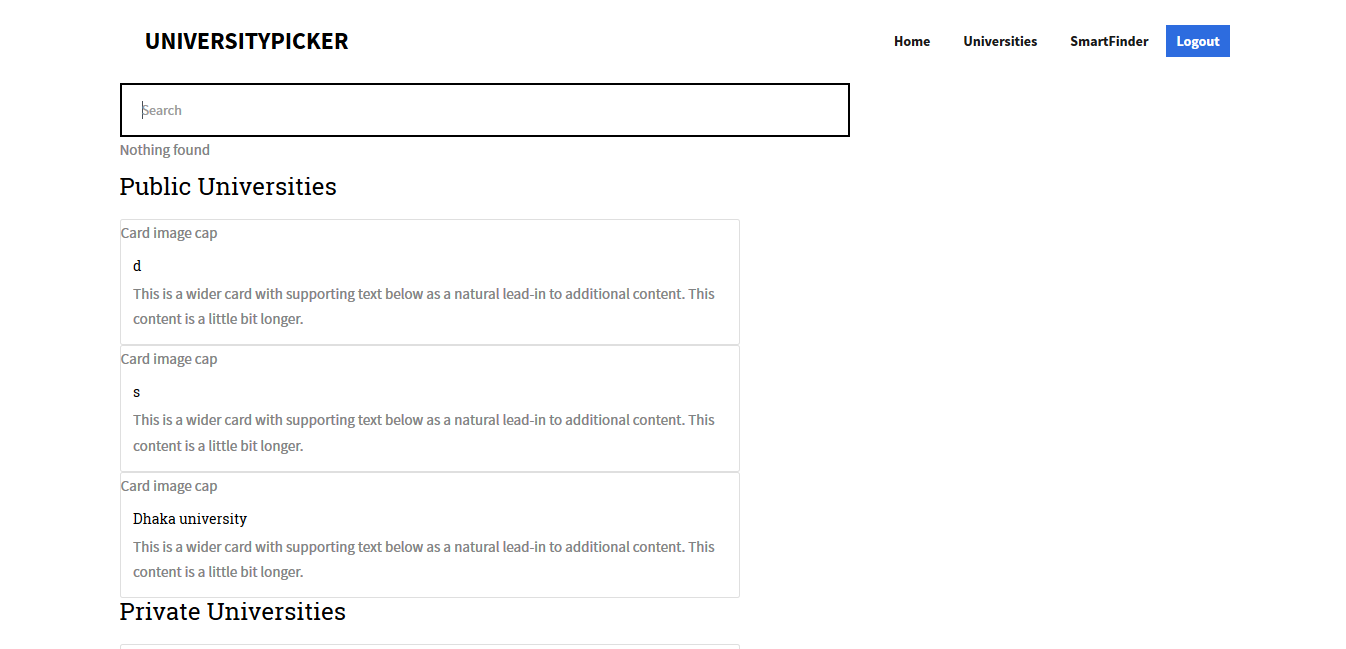 UNIVERSITYPICKER
Home Universities SmartFinder Logout
Search
Nothing found
Public Universities
Card image cap
d
This is a wider card with supporting text below as a natural lead-in to additional content. This
content is a little bit longer.
Card image cap
s
This is a wider card with supporting text below as a natural lead-in to additional content. This
content is a little bit longer.
Card image cap
Dhaka university
This is a wider card with supporting text below as a natural lead-in to additional content. This
content is a little bit longer.
Private Universities